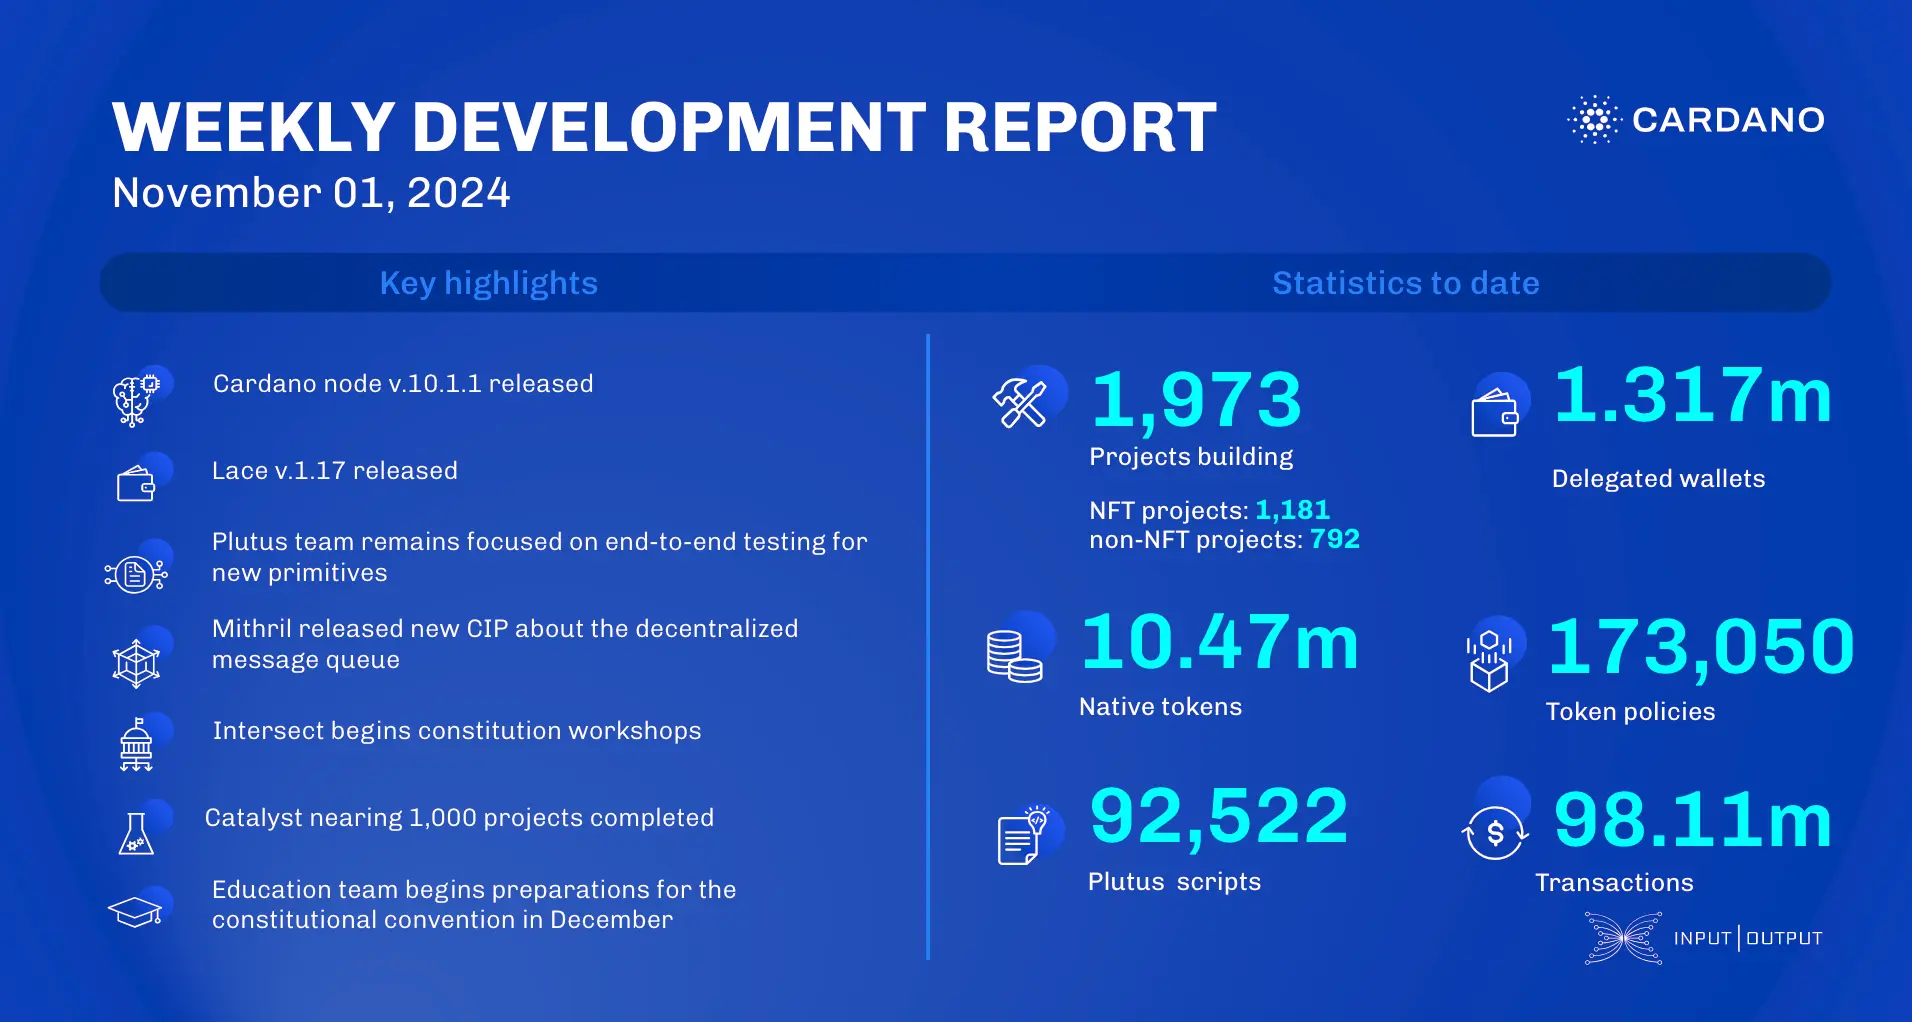 WEEKLY DEVELOPMENT REPORT
November 01, 2024
CARDANO
Key highlights
Statistics to date
Cardano node v.10.1.1 released
Lace v.1.17 released
Plutus team remains focused on end-to-end testing for
new primitives
Mithril released new CIP about the decentralized
message queue
Intersect begins constitution workshops
Catalyst nearing 1,000 projects completed
Education team begins preparations for the
constitutional convention in December
1,973
Projects building
NFT projects: 1,181
non-NFT projects: 792
1.317m
Delegated wallets
10.47m
Native tokens
173,050
Token policies
92,522
Plutus scripts
98.11m
Transactions
INPUT | OUTPUT